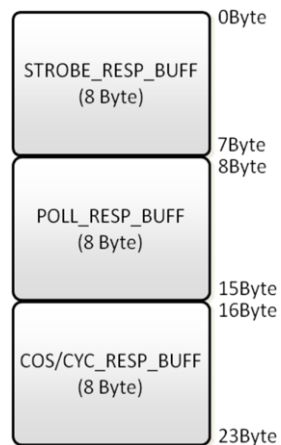 0Byte
STROBE_RESP_BUFF
(8 Byte)
7Byte
8Byte
POLL_RESP_BUFF
(8 Byte)
15Byte
16Byte
COS/CYC_RESP_BUFF
(8 Byte)
23Byte